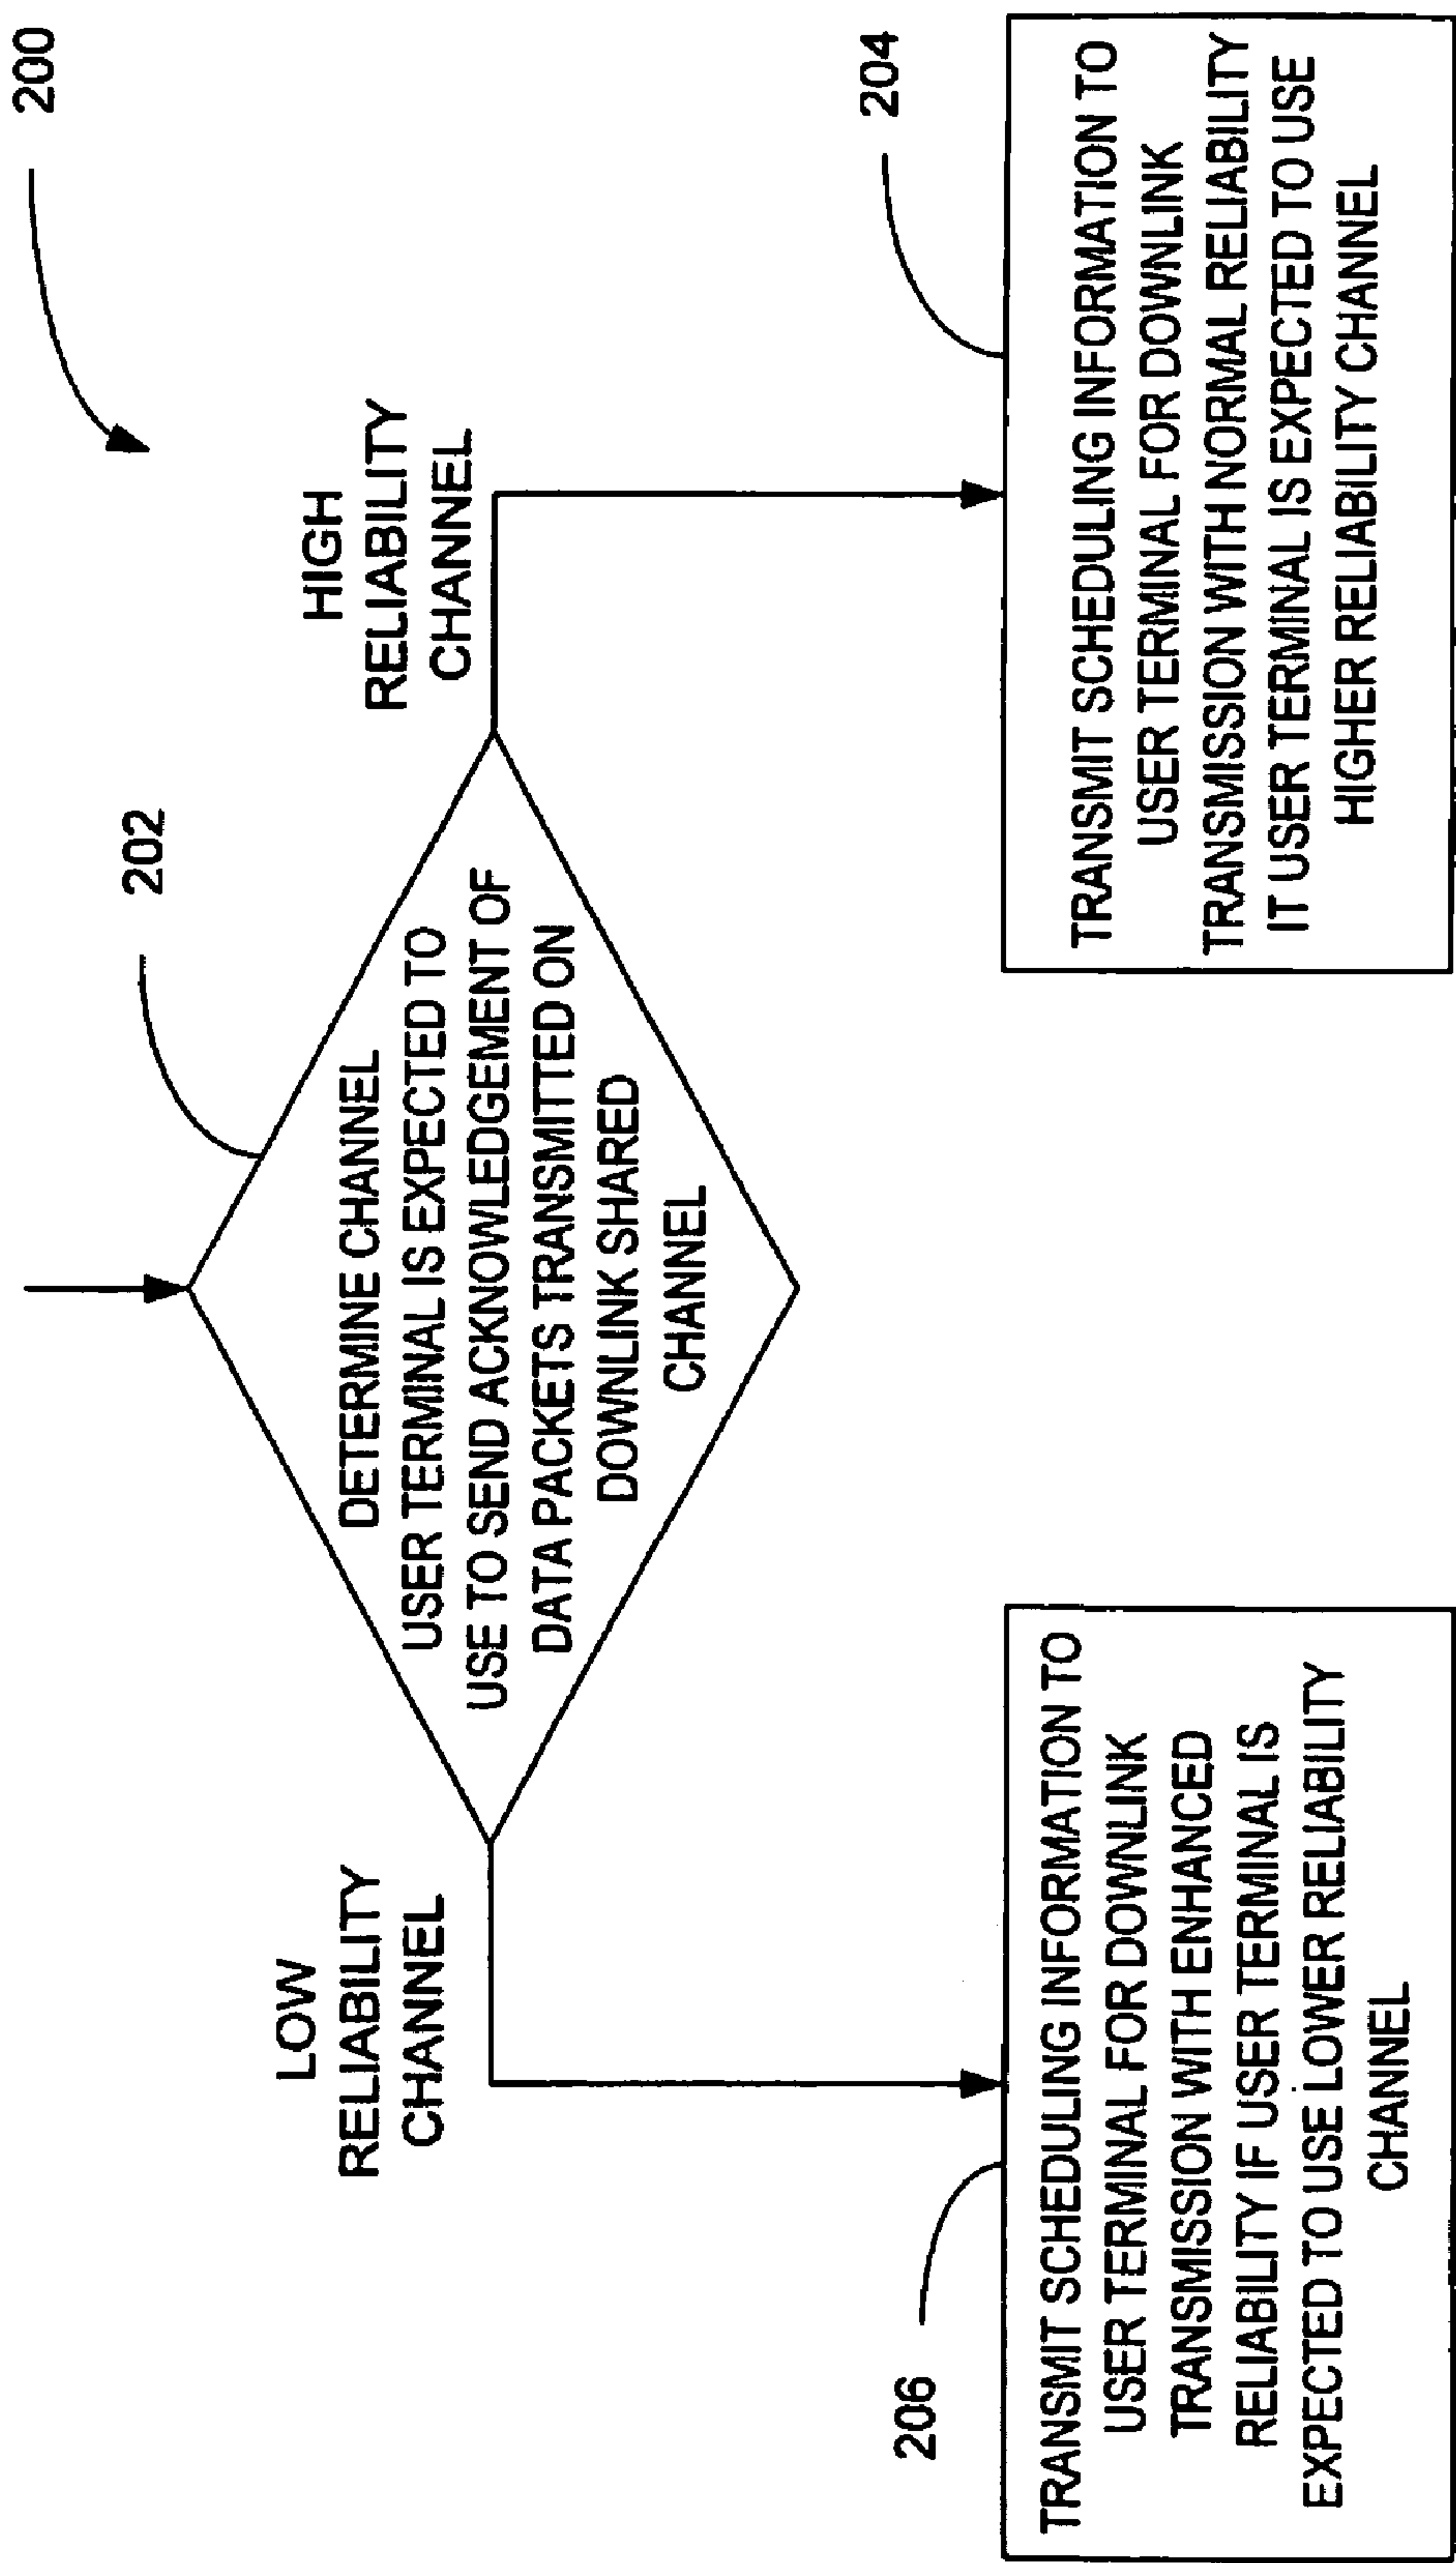 200
202
DETERMINE CHANNEL
USER TERMINAL IS EXPECTED TO
USE TO SEND ACKNOWLEDGEMENT OF
DATA PACKETS TRANSMITTED ON
DOWNLINK SHARED
CHANNEL
LOW
RELIABILITY
CHANNEL
HIGH
RELIABILITY
CHANNEL
206
TRANSMIT SCHEDULING INFORMATION TO
USER TERMINAL FOR DOWNLINK
TRANSMISSION WITH ENHANCED
RELIABILITY IF USER TERMINAL IS
EXPECTED TO USE LOWER RELIABILITY
CHANNEL
204
TRANSMIT SCHEDULING INFORMATION TO
USER TERMINAL FOR DOWNLINK
TRANSMISSION WITH NORMAL RELIABILITY
IT USER TERMINAL IS EXPECTED TO USE
HIGHER RELIABILITY CHANNEL